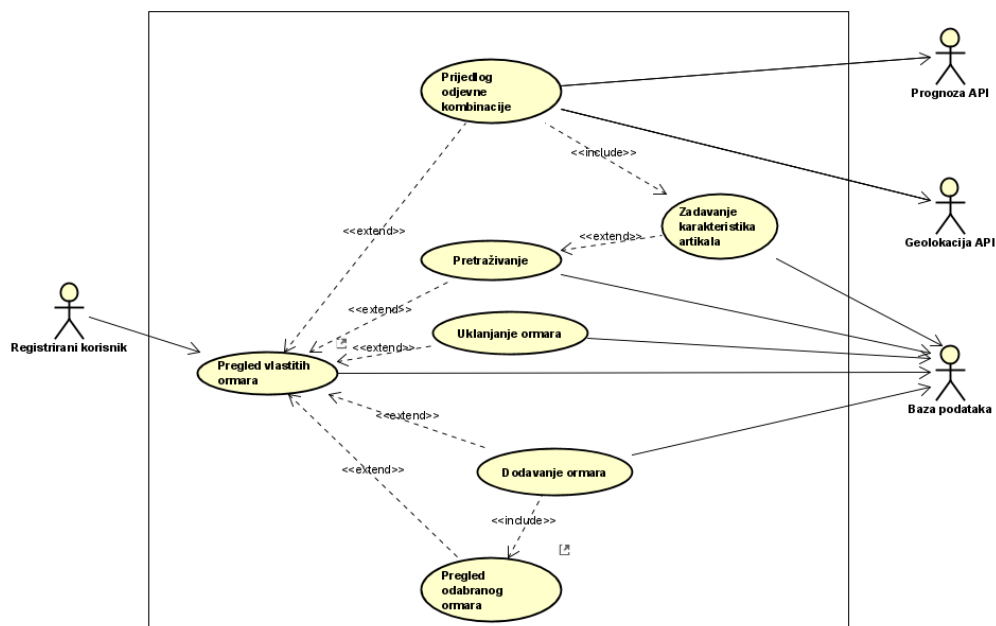 Prijedlog
odjevne
kombinacije
Prognoza API
<<include>>
Zadavanje
karakteristika
artikala
<<extend>>
<<extend>>
Geolokacija API
Pretraživanje
<<extend>>
Registrirani korisnik
Uklanjanje ormara
<<extend>>
Pregled vlastitih
ormara
Baza podataka
<<extend>>
<<extend>>
Dodavanje ormara
<<include>>
Pregled
odabranog
ormara